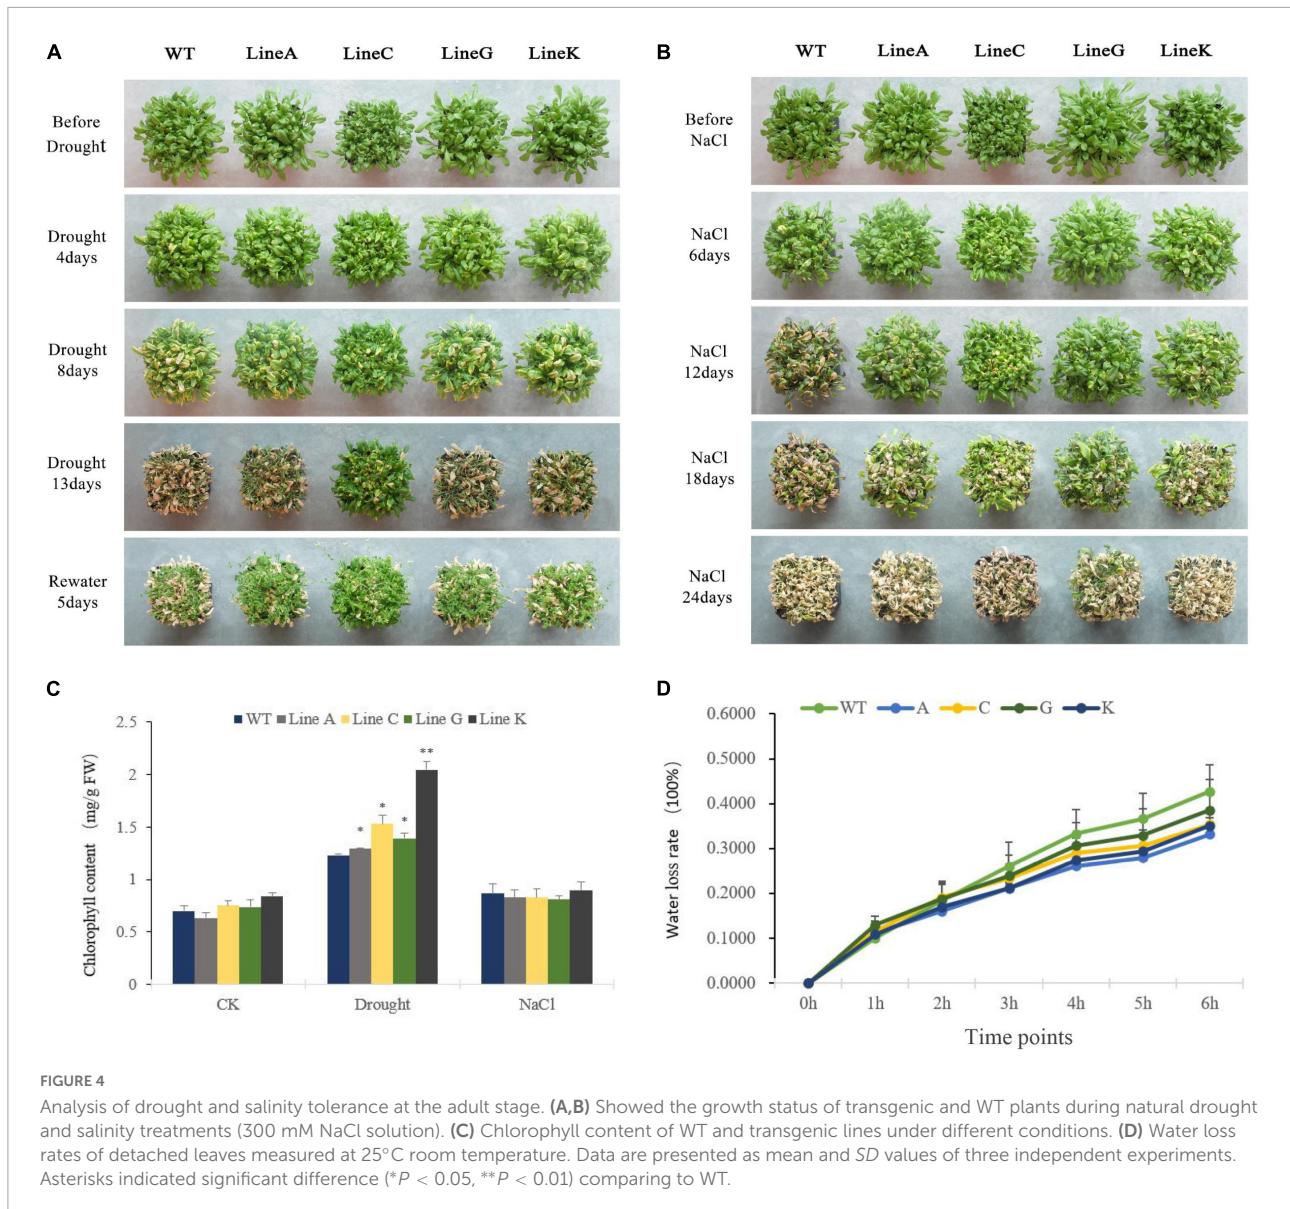 A
WT LineA LineC LineG LineK
Before
Drought
Drought
4days
Drought
8days
Drought
13days
Rewater
5days
B
WT LineA LineC LineG LineK
Before
NaCl
NaCl
6days
NaCl
12days
NaCl
18days
NaCl
24days
C
WT Line A Line C Line G Line K
Chlorophyll content (mg/g FW)
2.5
2
1.5
1
0.5
0
*
*
*
**
CK Drought NaCl
D
WT A C G K
Water loss rate (100%)
0.6000
0.5000
0.4000
0.3000
0.2000
0.1000
0.0000
0h 1h 2h 3h 4h 5h 6h
Time points
FIGURE 4
Analysis of drought and salinity tolerance at the adult stage. (A,B) Showed the growth status of transgenic and WT plants during natural drought
and salinity treatments (300 mM NaCl solution). (C) Chlorophyll content of WT and transgenic lines under different conditions. (D) Water loss
rates of detached leaves measured at 25°C room temperature. Data are presented as mean and SD values of three independent experiments.
Asterisks indicated significant difference (*P < 0.05, **P < 0.01) comparing to WT.